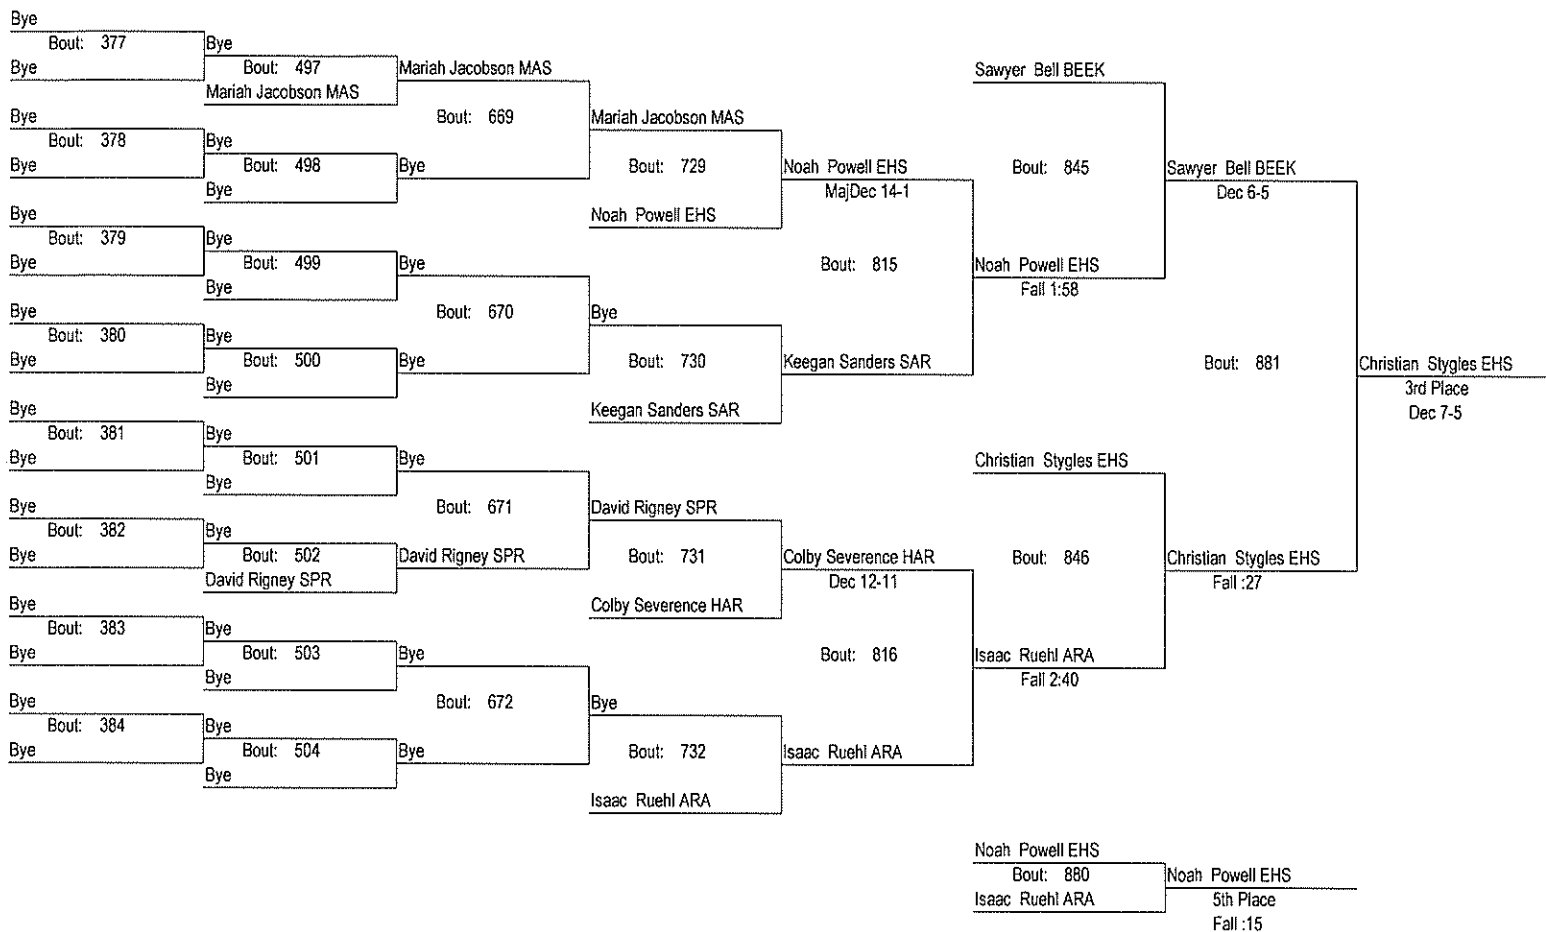 Bye
Bout: 377
Bye
Bye
Bout: 378
Bye
Bye
Bout: 379
Bye
Bye
Bout: 380
Bye
Bye
Bout: 381
Bye
Bye
Bout: 382
Bye
Bye
Bout: 383
Bye
Bye
Bout: 384
Bye
Bye
Bout: 497
Mariah Jacobson MAS
Bye
Bout: 498
Bye
Bye
Bout: 499
Bye
Bye
Bout: 500
Bye
Bye
Bout: 501
Bye
Bye
Bout: 502
David Rigney SPR
Bye
Bout: 503
Bye
Bye
Bout: 504
Bye
Mariah Jacobson MAS
Bout: 669
Bye
Bye
Bout: 670
Bye
Bye
Bout: 671
David Rigney SPR
Bye
Bout: 672
Bye
Mariah Jacobson MAS
Bout: 729
Noah Powell EHS
Bye
Bout: 730
Keegan Sanders SAR
David Rigney SPR
Bout: 731
Colby Severence HAR
Bye
Bout: 732
Isaac Ruehl ARA
Noah Powell EHS
MajDec 14-1
Bout: 815
Keegan Sanders SAR
Colby Severence HAR
Dec 12-11
Bout: 816
Isaac Ruehl ARA
Sawyer Bell BEEK
Bout: 845
Noah Powell EHS
Fall 1:58
Christian Stygles EHS
Bout: 846
Isaac Ruehl ARA
Fall 2:40
Sawyer Bell BEEK
Dec 6-5
Bout: 881
Christian Stygles EHS
Fall :27
Christian Stygles EHS
3rd Place
Dec 7-5
Noah Powell EHS
Bout: 880
Isaac Ruehl ARA
Noah Powell EHS
5th Place
Fall :15